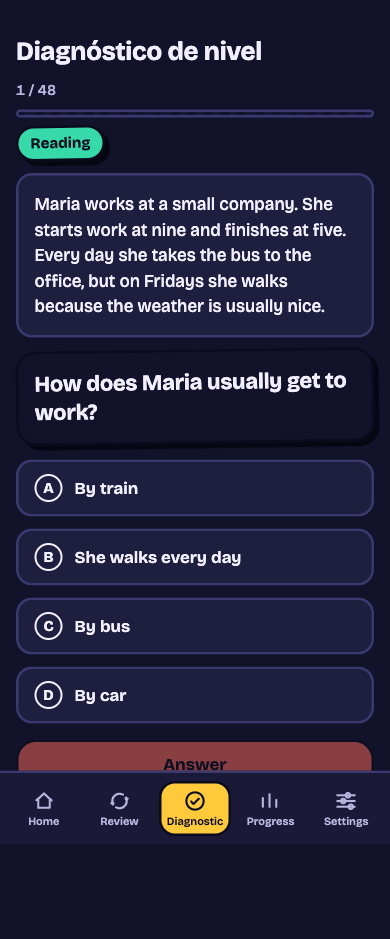 Diagnóstico de nivel
1 / 48
Reading
Maria works at a small company. She
starts work at nine and finishes at five.
Every day she takes the bus to the
office, but on Fridays she walks
because the weather is usually nice.
How does Maria usually get to
work?
A By train
B She walks every day
C By bus
D By car
Answer
Home Review Diagnostic Progress Settings